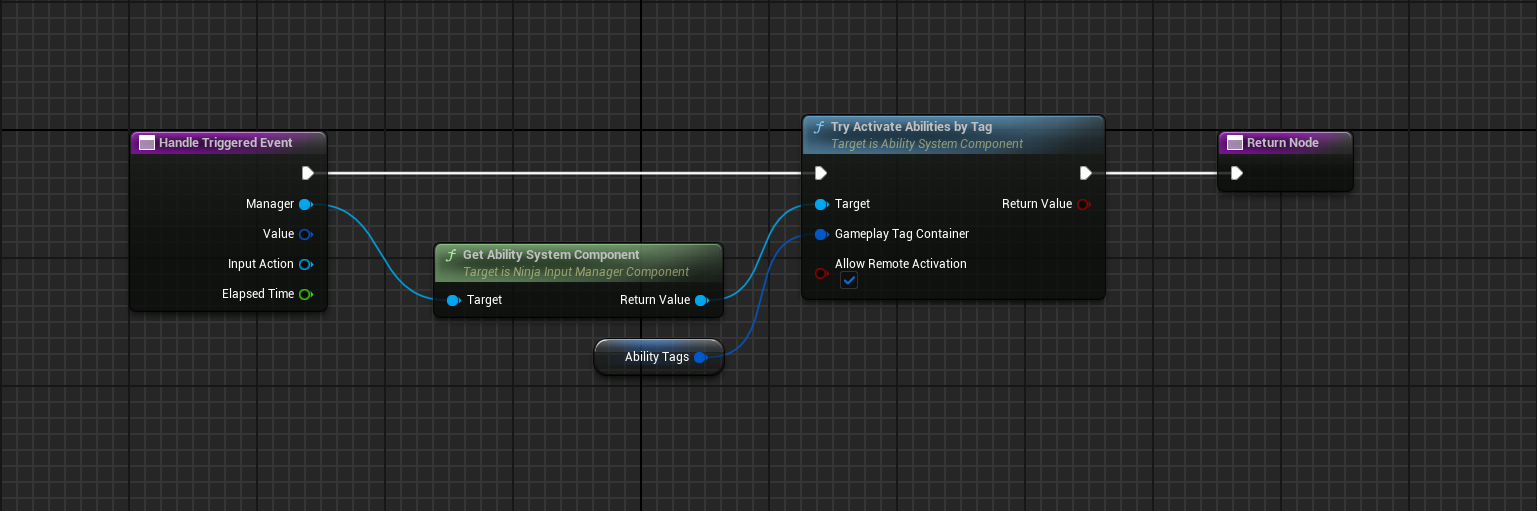 Handle Triggered Event
Manager
Value
Input Action
Elapsed Time
Get Ability System Component
Target is Ninja Input Manager Component
Target
Return Value
Ability Tags
Try Activate Abilities by Tag
Target is Ability System Component
Target
Return Value
Gameplay Tag Container
Allow Remote Activation
Return Node